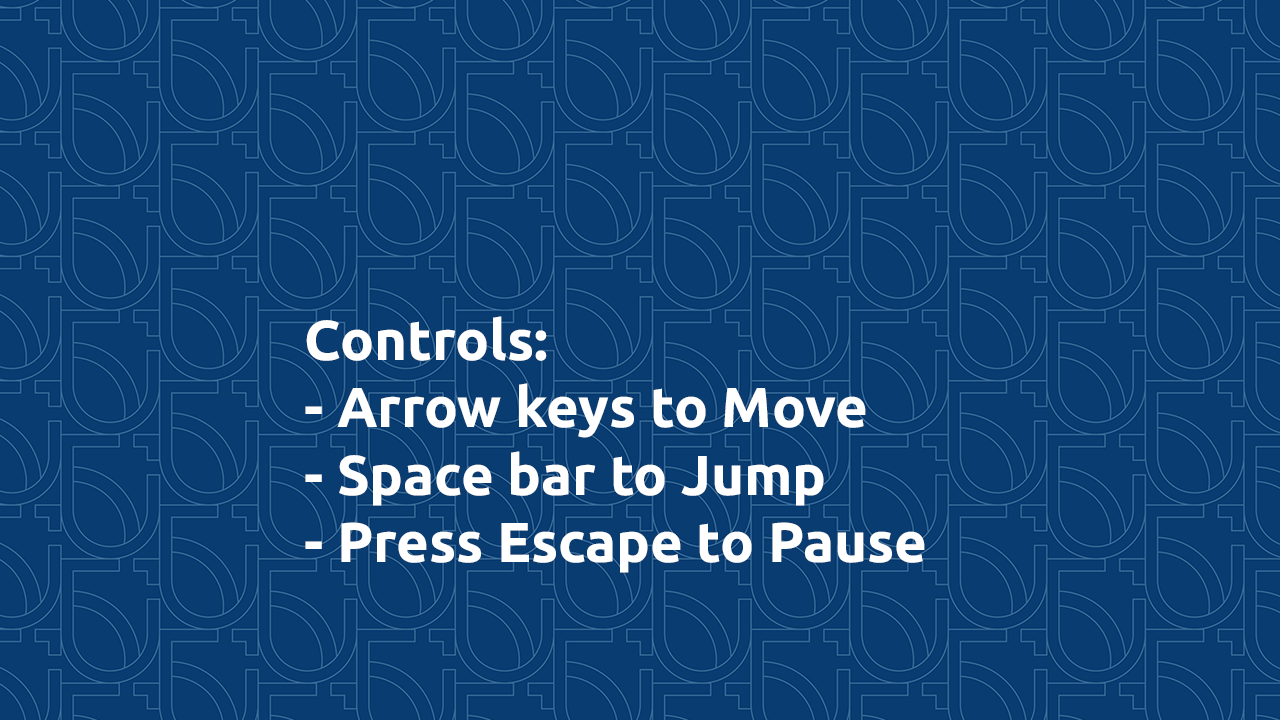 Controls:
- Arrow keys to Move
- Space bar to Jump
- Press Escape to Pause